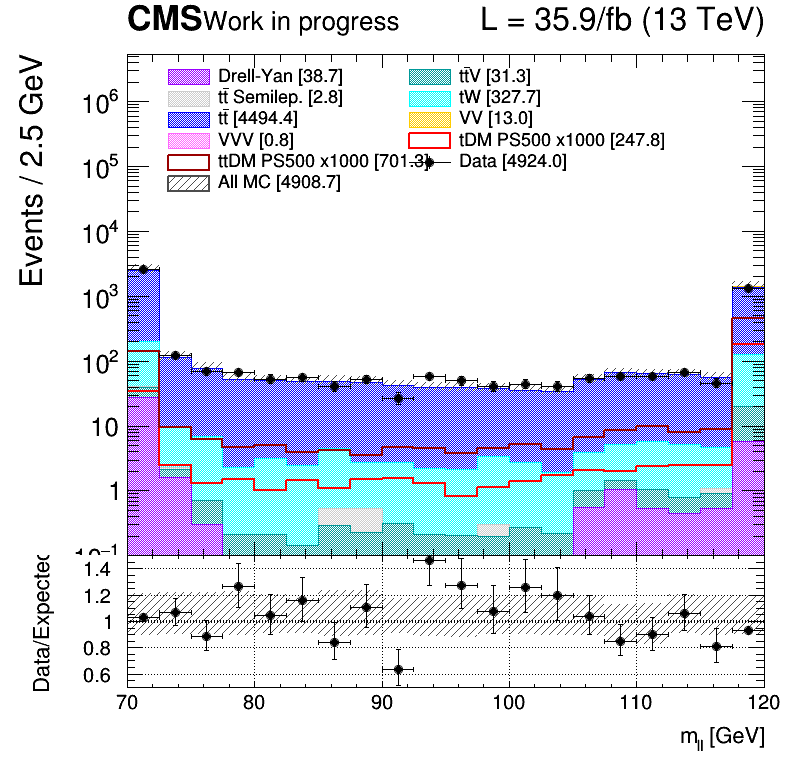 CMS Work in progress L = 35.9/fb (13 TeV)
Events / 2.5 GeV
Drell-Yan [38.7] tt̄V [31.3]
tt̄ Semilep. [2.8] tW [327.7]
tt̄ [4494.4] VV [13.0]
VVV [0.8] tDM PS500 x1000 [247.8]
ttDM PS500 x1000 [701.3] Data [4924.0]
All MC [4908.7]
10⁶
10⁵
10⁴
10³
10²
10
1
10⁻¹
Data/Expected
1.4
1.2
1
0.8
0.6
70 80 90 100 110 120
m_ll [GeV]